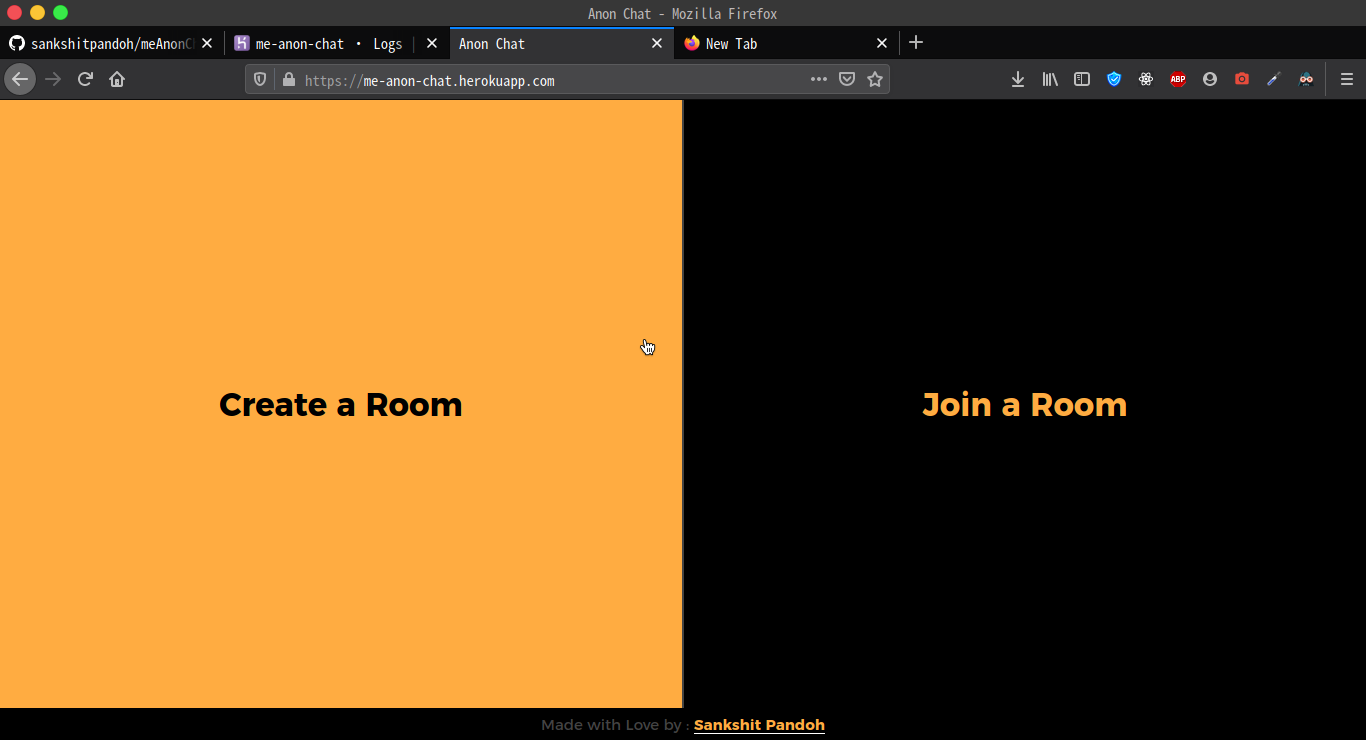 Anon Chat - Mozilla Firefox
sankshitpandoh/meAnonC
me-anon-chat • Logs |
Anon Chat
New Tab
https://me-anon-chat.herokuapp.com
ABP
Create a Room
Join a Room
Made with Love by : Sankshit Pandoh